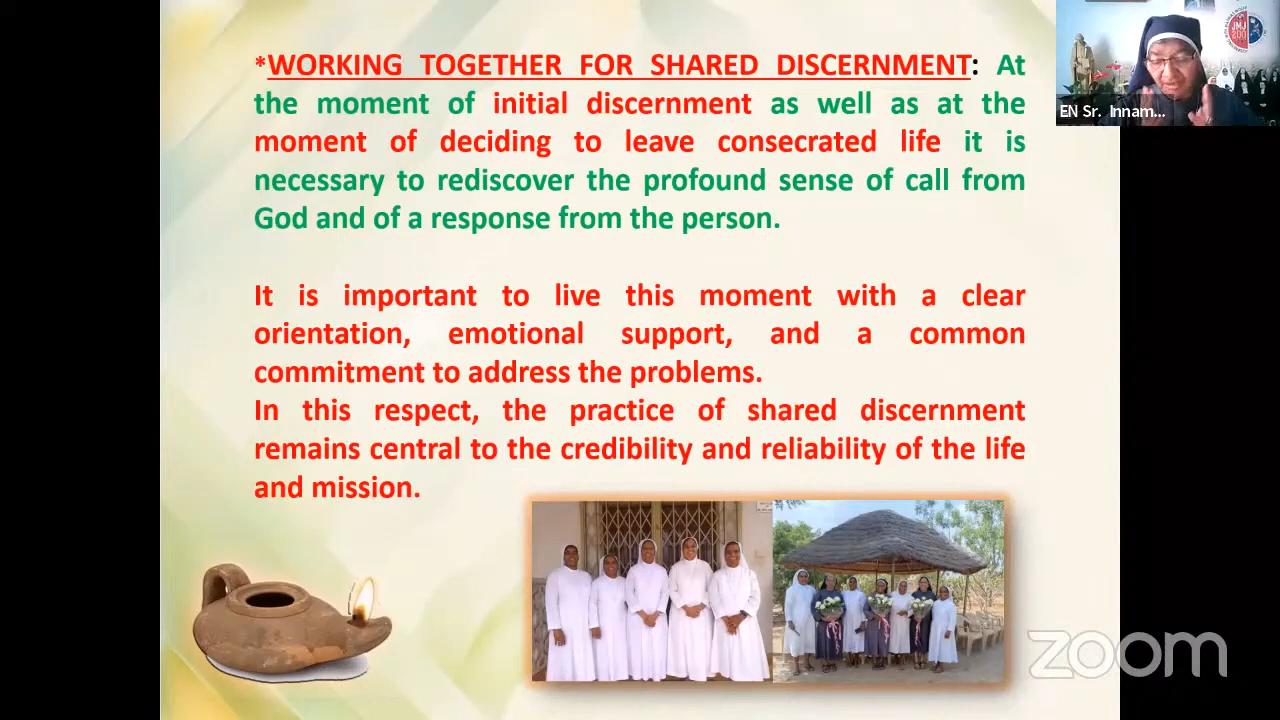 *WORKING TOGETHER FOR SHARED DISCERNMENT: At
the moment of initial discernment as well as at the
moment of deciding to leave consecrated life it is
necessary to rediscover the profound sense of call from
God and of a response from the person.
It is important to live this moment with a clear
orientation, emotional support, and a common
commitment to address the problems.
In this respect, the practice of shared discernment
remains central to the credibility and reliability of the life
and mission.
JMJ
EN Sr. Innam...
zoom